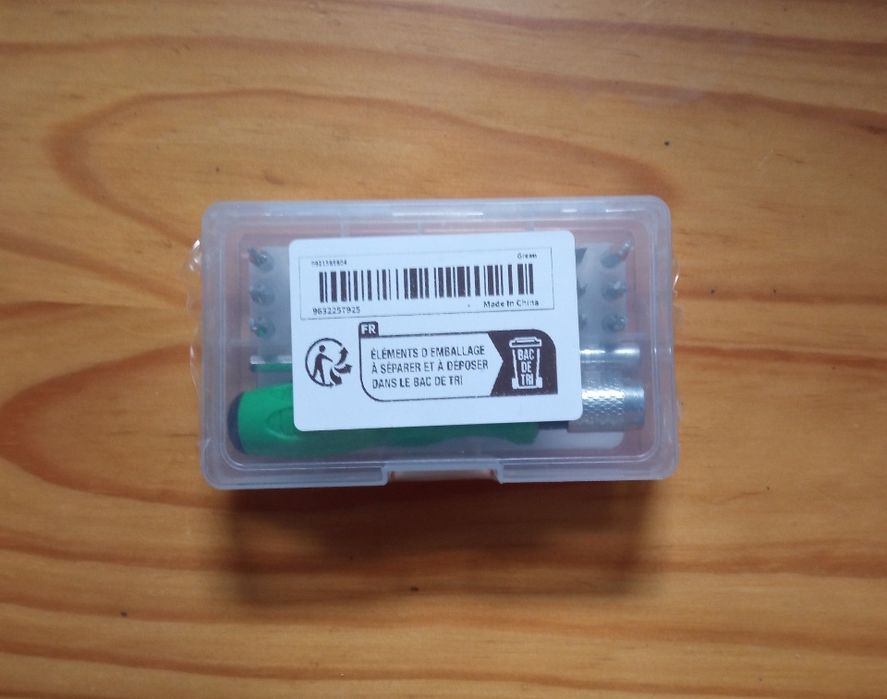 Green
9632257925
Made In China
FR
ÉLÉMENTS D'EMBALLAGE
À SÉPARER ET À DÉPOSER
DANS LE BAC DE TRI
BAC
DE
TRI